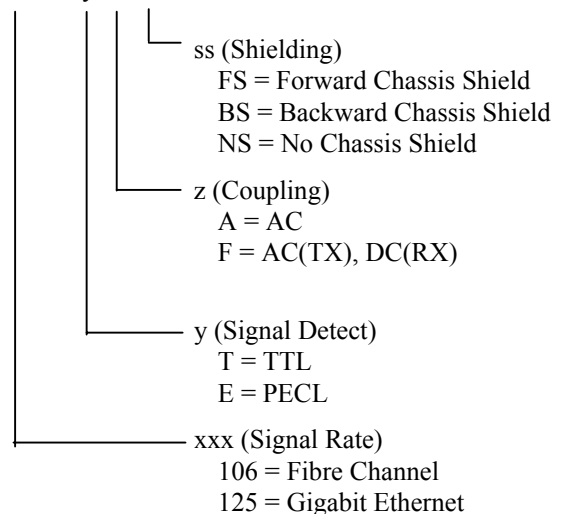 ss (Shielding)
FS = Forward Chassis Shield
BS = Backward Chassis Shield
NS = No Chassis Shield
z (Coupling)
A = AC
F = AC(TX), DC(RX)
y (Signal Detect)
T = TTL
E = PECL
xxx (Signal Rate)
106 = Fibre Channel
125 = Gigabit Ethernet